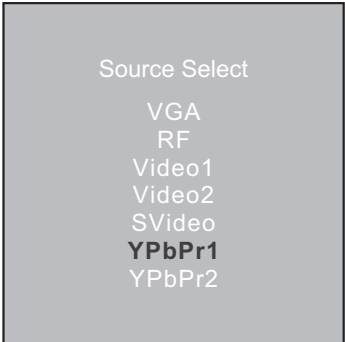 Source Select
VGA
RF
Video1
Video2
SVideo
YPbPr1
YPbPr2